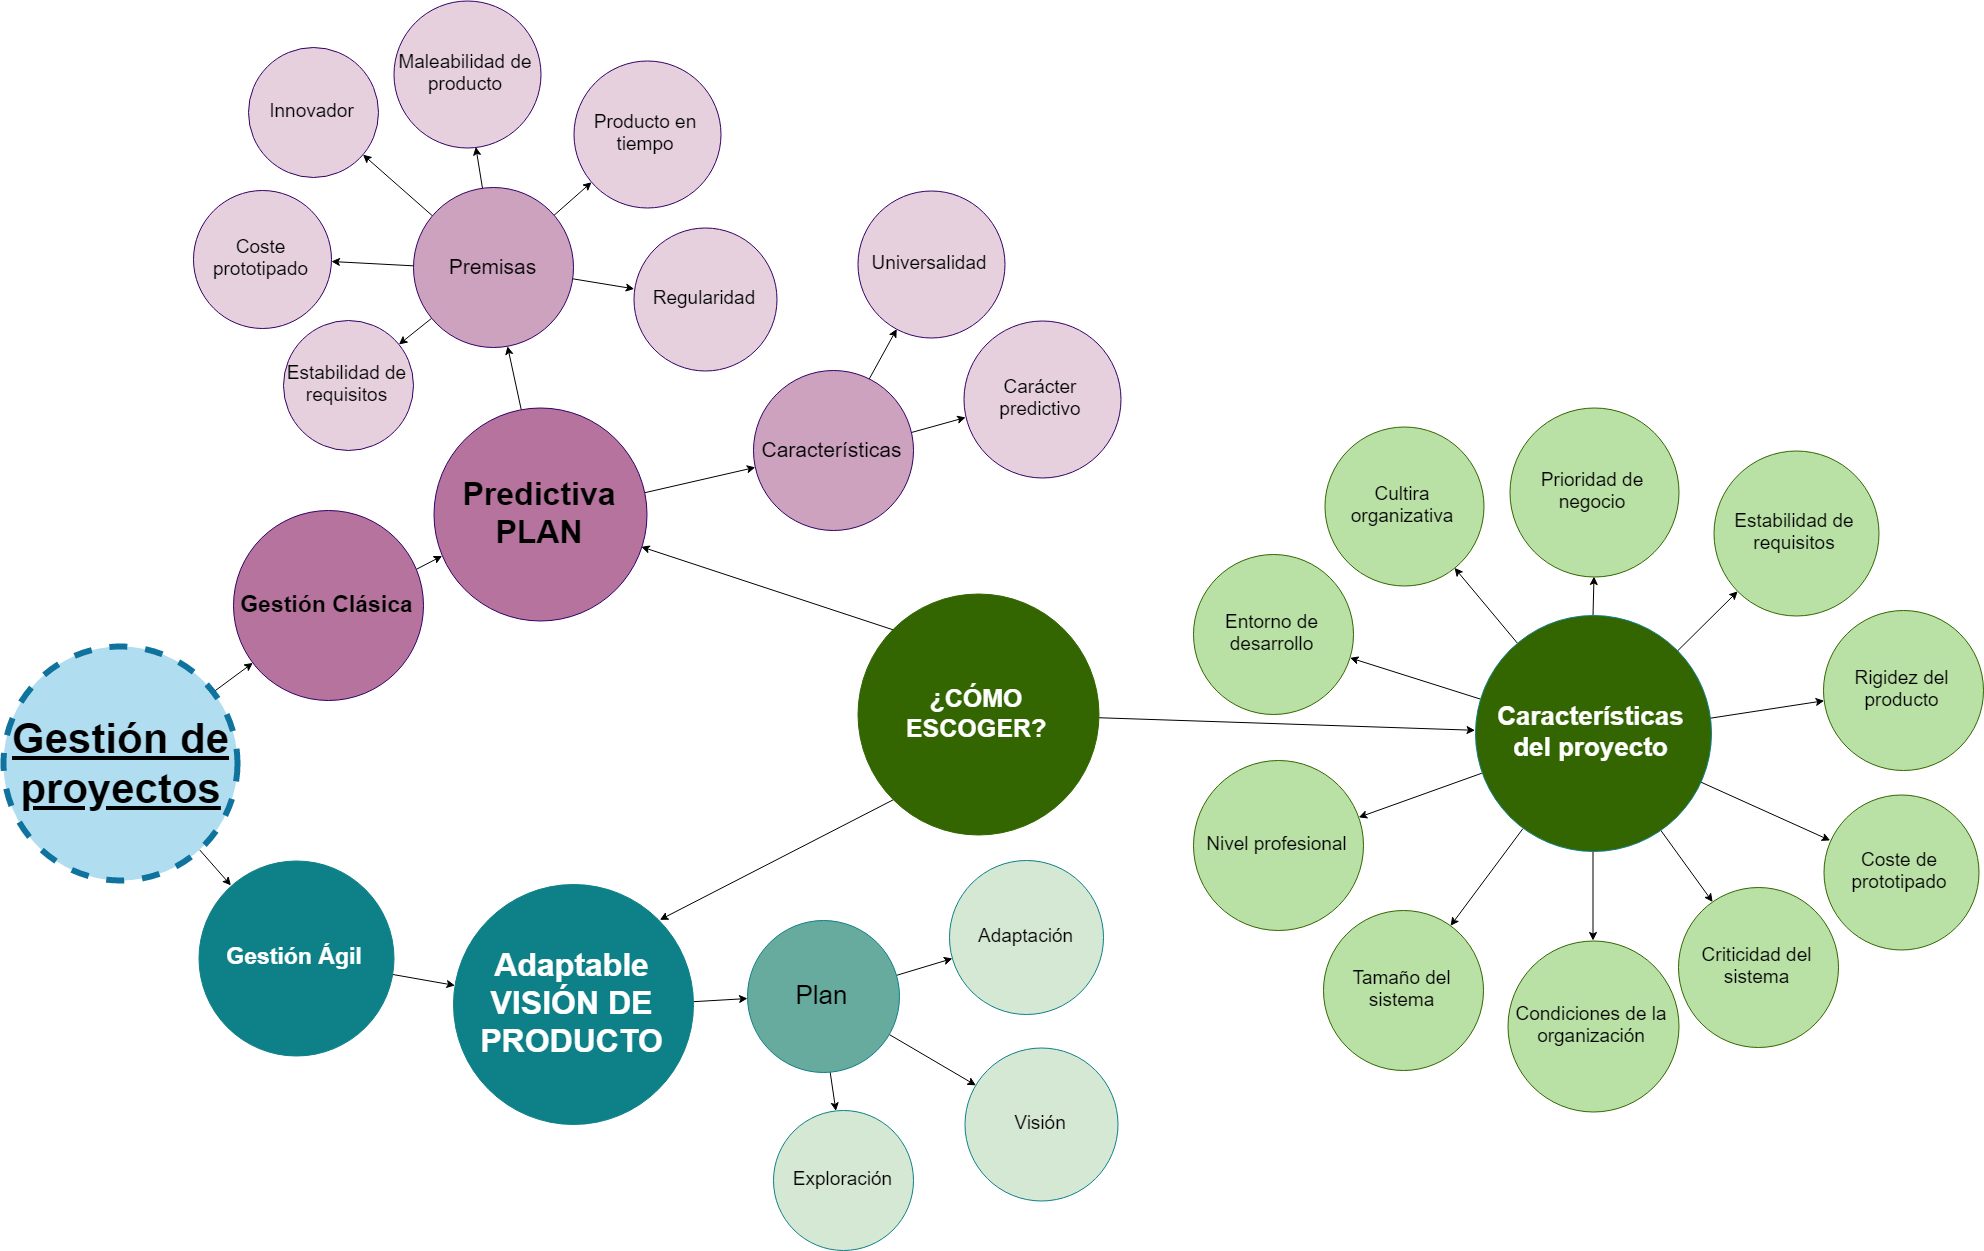 Maleabilidad de
producto
Innovador
Producto en
tiempo
Coste
prototipado
Premisas
Regularidad
Estabilidad de
requisitos
Universalidad
Carácter
predictivo
Características
Predictiva
PLAN
Gestión Clásica
Gestión de
proyectos
Gestión Ágil
Adaptable
VISIÓN DE
PRODUCTO
Plan
Adaptación
Visión
Exploración
¿CÓMO
ESCOGER?
Características
del proyecto
Cultira
organizativa
Prioridad de
negocio
Estabilidad de
requisitos
Entorno de
desarrollo
Rigidez del
producto
Nivel profesional
Coste de
prototipado
Tamaño del
sistema
Condiciones de la
organización
Criticidad del
sistema